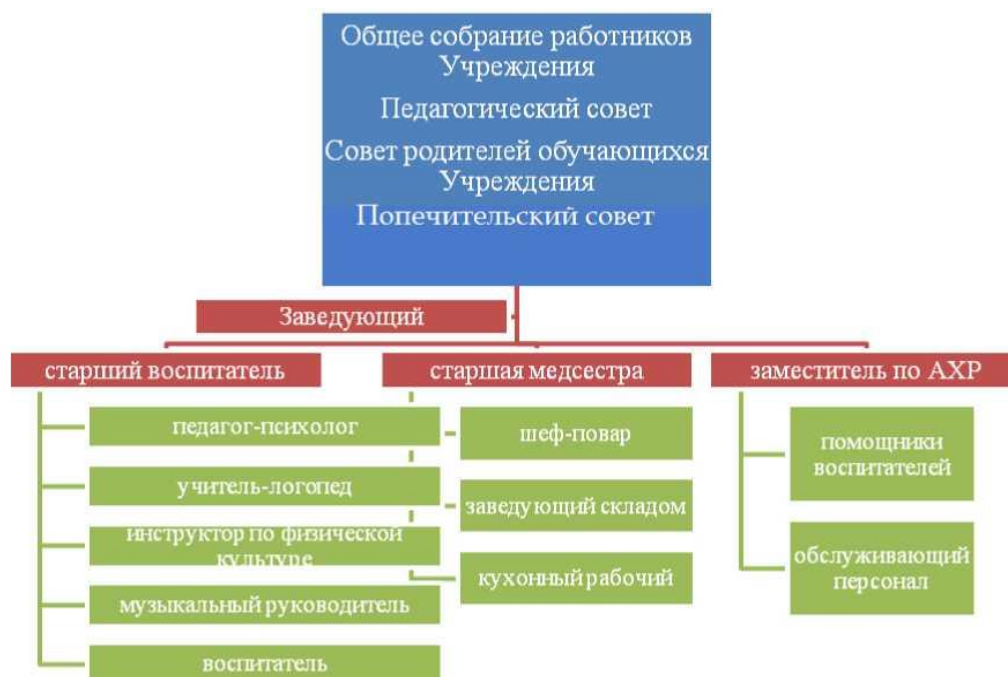 Общее собрание работников
Учреждения
Педагогический совет
Совет родителей обучающихся
Учреждения
Попечительский совет
Заведующий
старший воспитатель
старшая медсестра
заместитель по АХР
педагог-психолог
учитель-логопед
инструктор по физической
культуре
музыкальный руководитель
воспитатель
шеф-повар
заведующий складом
кухонный рабочий
помощники
воспитателей
обслуживающий
персонал